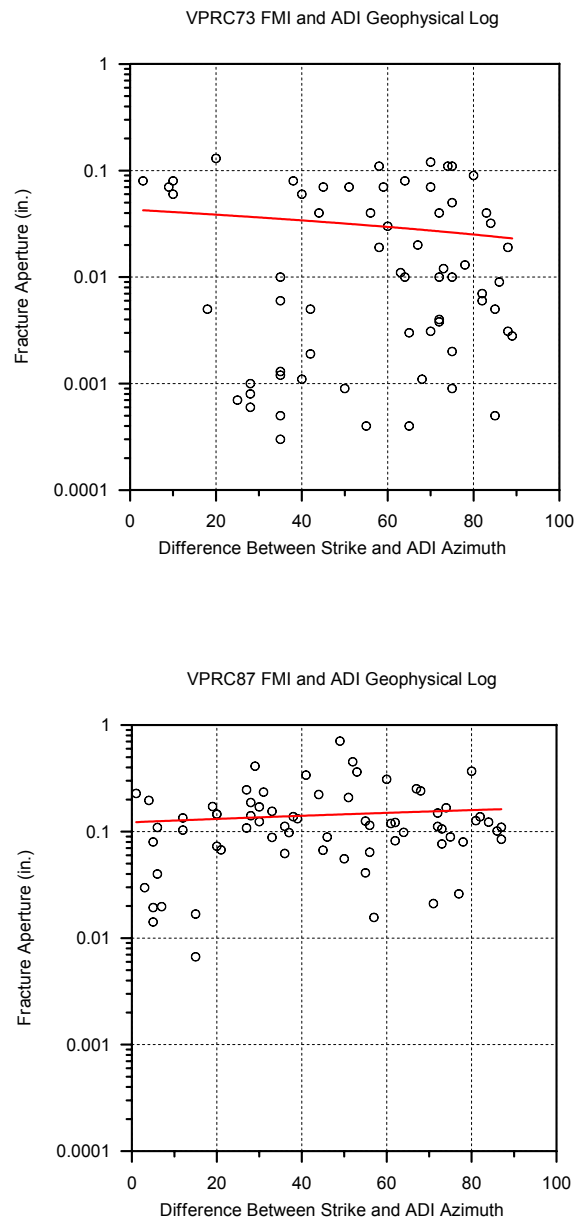 VPRC73 FMI and ADI Geophysical Log
1
0.1
0.01
0.001
0.0001
Fracture Aperture (in.)
0 20 40 60 80 100
Difference Between Strike and ADI Azimuth
VPRC87 FMI and ADI Geophysical Log
1
0.1
0.01
0.001
0.0001
Fracture Aperture (in.)
0 20 40 60 80 100
Difference Between Strike and ADI Azimuth